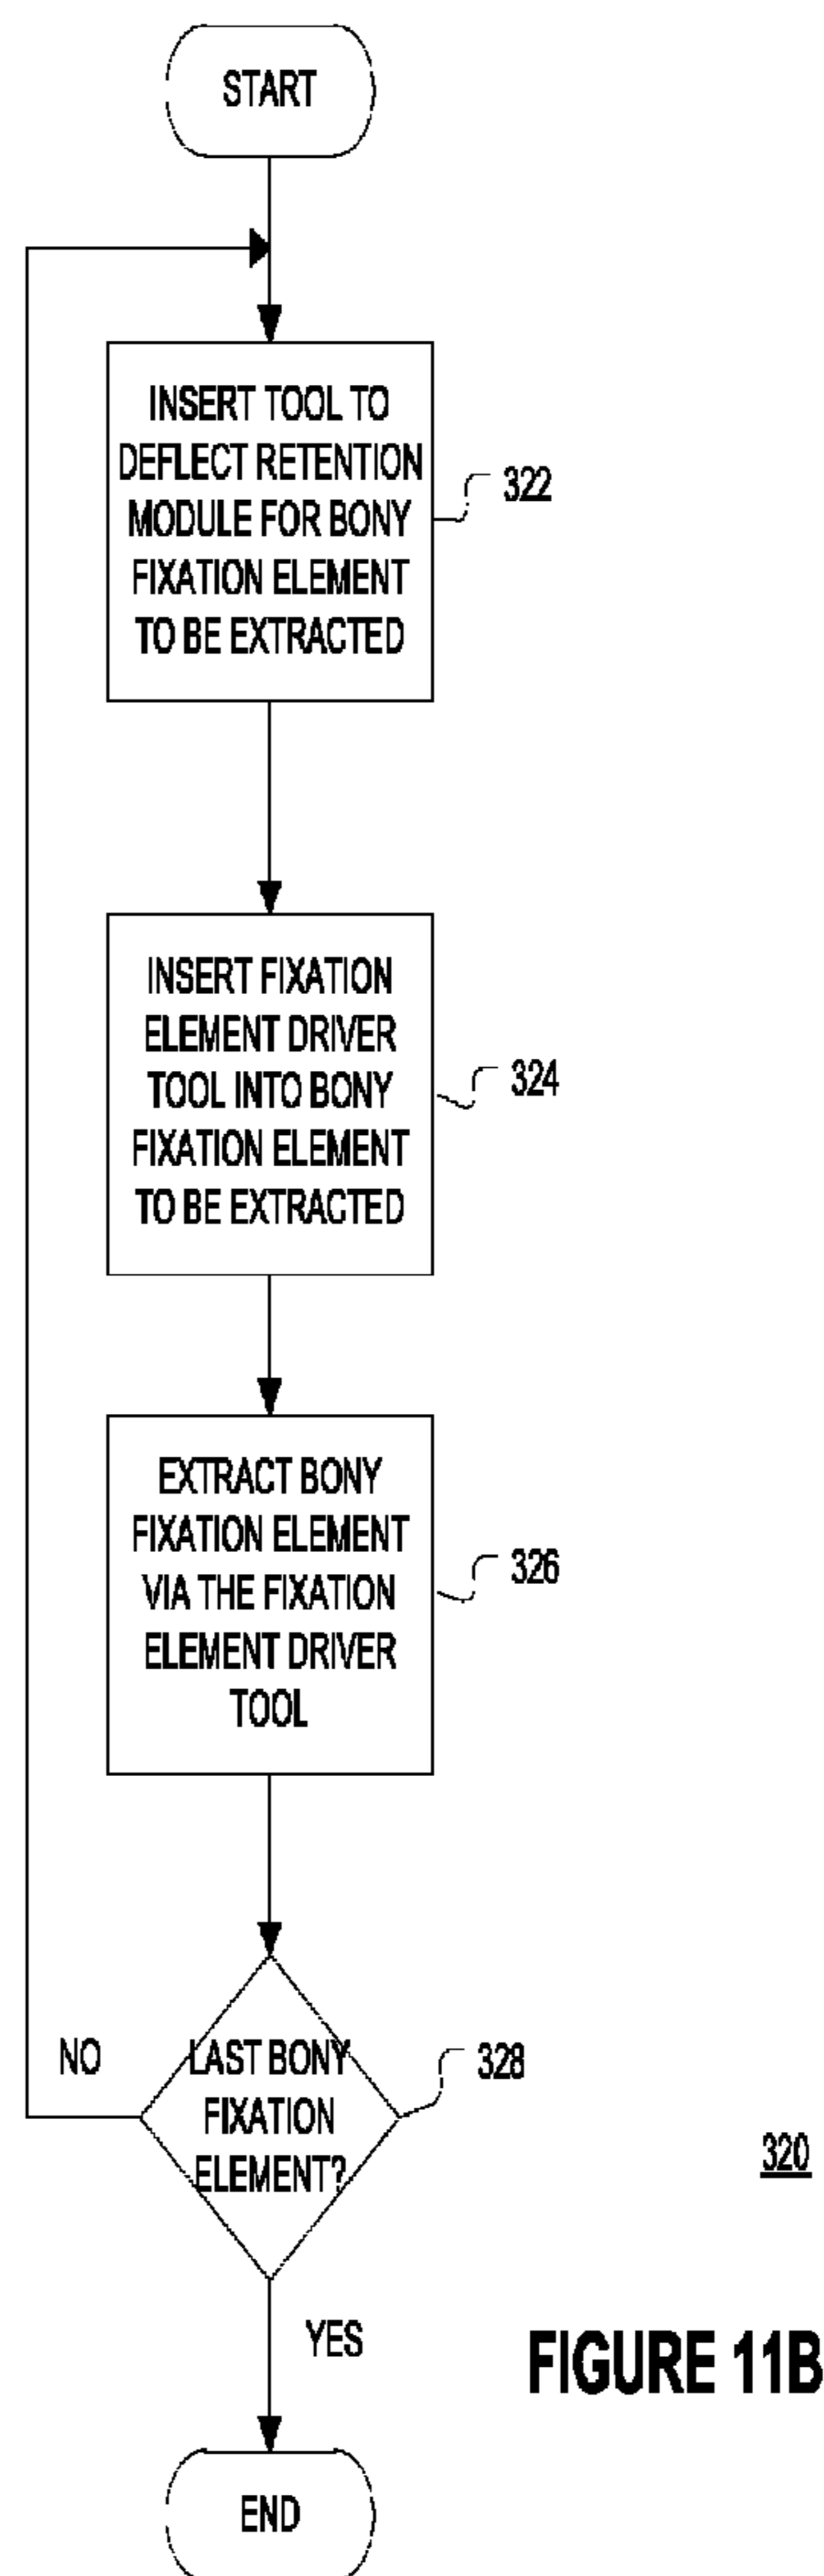 START
INSERT TOOL TO
DEFLECT RETENTION
MODULE FOR BONY
FIXATION ELEMENT
TO BE EXTRACTED
322
INSERT FIXATION
ELEMENT DRIVER
TOOL INTO BONY
FIXATION ELEMENT
TO BE EXTRACTED
324
EXTRACT BONY
FIXATION ELEMENT
VIA THE FIXATION
ELEMENT DRIVER
TOOL
326
NO
LAST BONY
FIXATION
ELEMENT?
328
320
YES
FIGURE 11B
END